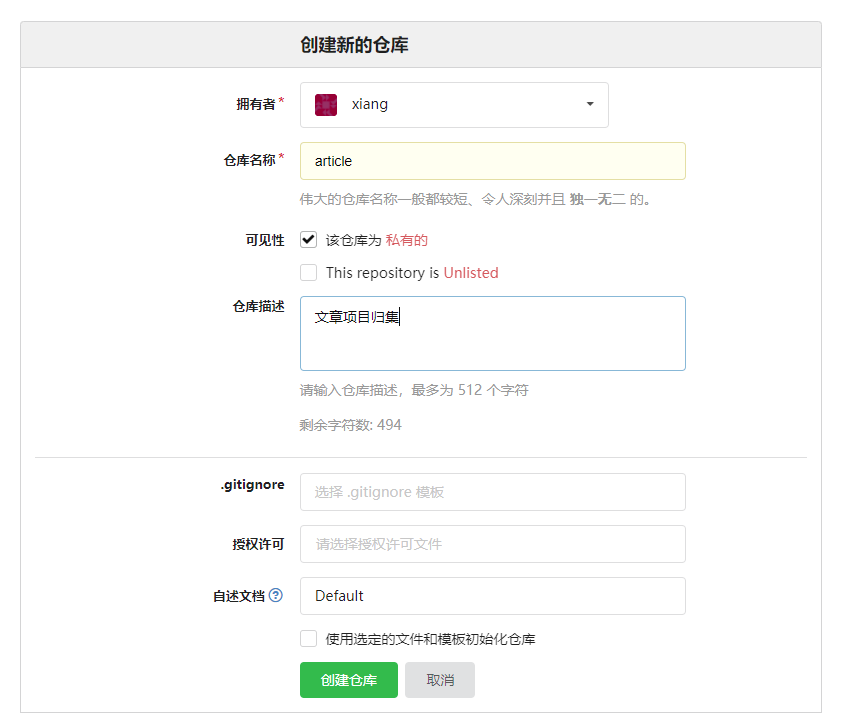 创建新的仓库
拥有者* xiang
仓库名称* article
伟大的仓库名称一般都较短、令人深刻并且 独一无二 的。
可见性 该仓库为 私有的
This repository is Unlisted
仓库描述 文章项目归集
请输入仓库描述，最多为 512 个字符
剩余字符数: 494
.gitignore 选择 .gitignore 模板
授权许可 请选择授权许可文件
自述文档 Default
使用选定的文件和模板初始化仓库
创建仓库 取消